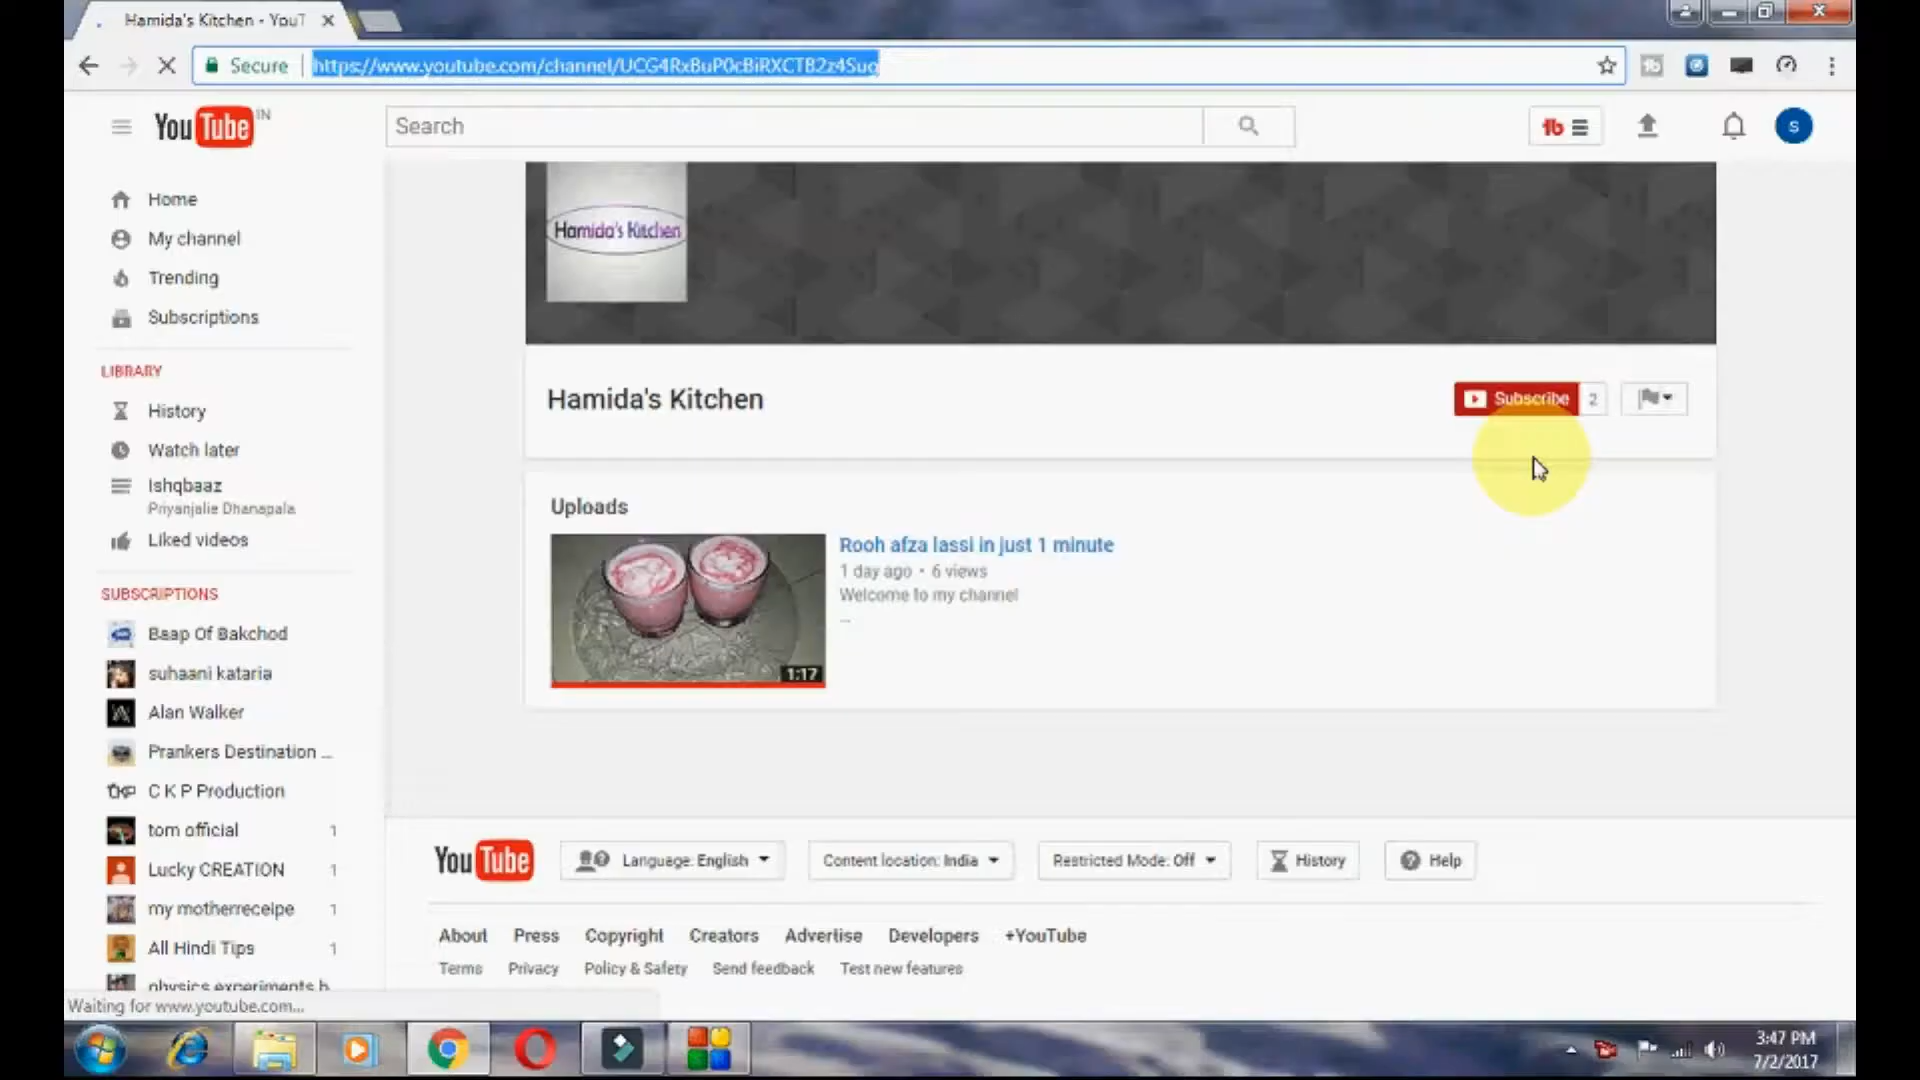 Hamida's Kitchen - YouT
Secure
https://www.youtube.com/channel/UCG4RxBuP0cBiRXCTB2z4Suq
YouTube IN
Search
S
Home
My channel
Trending
Subscriptions
LIBRARY
History
Watch later
Ishqbaaz
Priyanjalie Dhanapala
Liked videos
SUBSCRIPTIONS
Baap Of Bakchod
suhaani kataria
Alan Walker
Prankers Destination ...
C K P Production
tom official 1
Lucky CREATION 1
my motherreceipe 1
All Hindi Tips 1
physics experiments b
Waiting for www.youtube.com...
Hamida's Kitchen
Hamida's Kitchen
Subscribe 2
Uploads
1:17
Rooh afza lassi in just 1 minute
1 day ago • 6 views
Welcome to my channel
...
YouTube
Language: English
Content location: India
Restricted Mode: Off
History
Help
About Press Copyright Creators Advertise Developers +YouTube
Terms Privacy Policy & Safety Send feedback Test new features
3:47 PM
7/2/2017